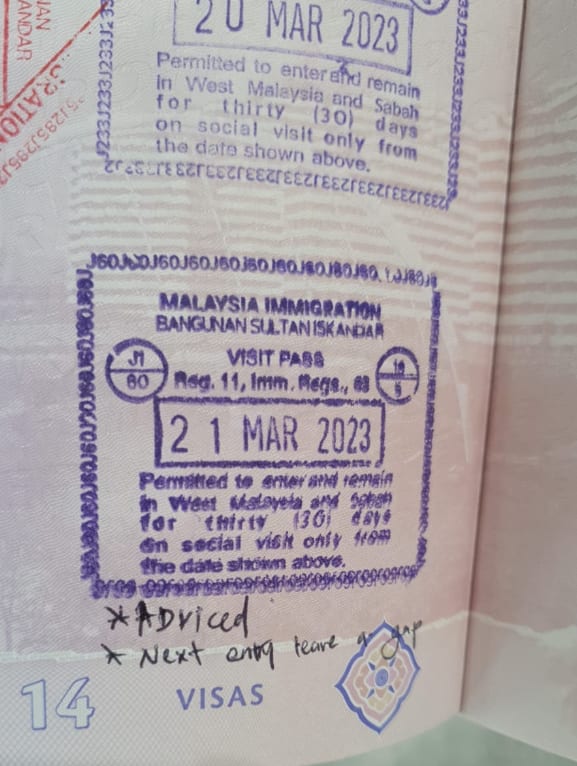 20 MAR 2023
Permitted to enter and remain
in West Malaysia and Sabah
for thirty (30) days
on social visit only from
the date shown above.
MALAYSIA IMMIGRATION
BANGUNAN SULTAN ISKANDAR
VISIT PASS
J1
60
Reg. 11, Imm. Regs., 63
21 MAR 2023
Permitted to enter and remain
in West Malaysia and Sabah
for thirty (30) days
on social visit only from
the date shown above.
* ADviced
* Next entry leave a gap
14 VISAS